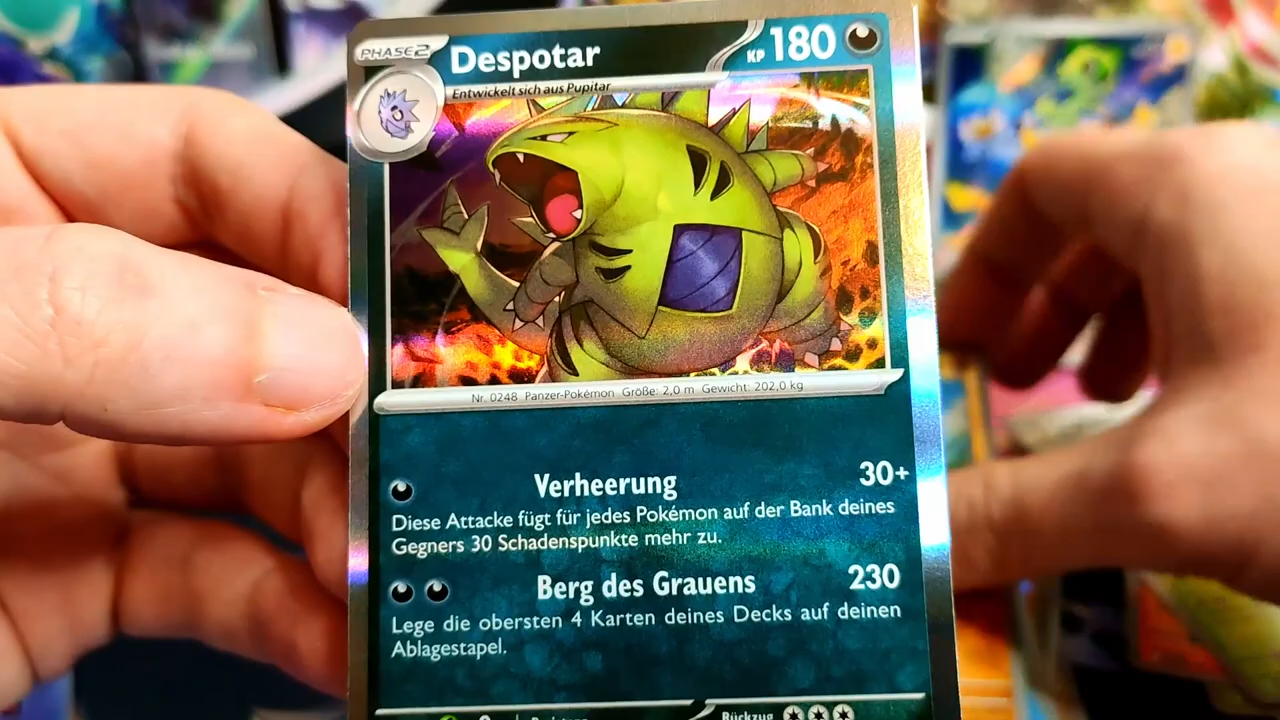 PHASE 2 Despotar KP 180
Entwickelt sich aus Pupitar
Nr. 0248 Panzer-Pokémon Größe: 2,0 m Gewicht: 202,0 kg
Verheerung 30+
Diese Attacke fügt für jedes Pokémon auf der Bank deines
Gegners 30 Schadenspunkte mehr zu.
Berg des Grauens 230
Lege die obersten 4 Karten deines Decks auf deinen
Ablagestapel.
Rückzug